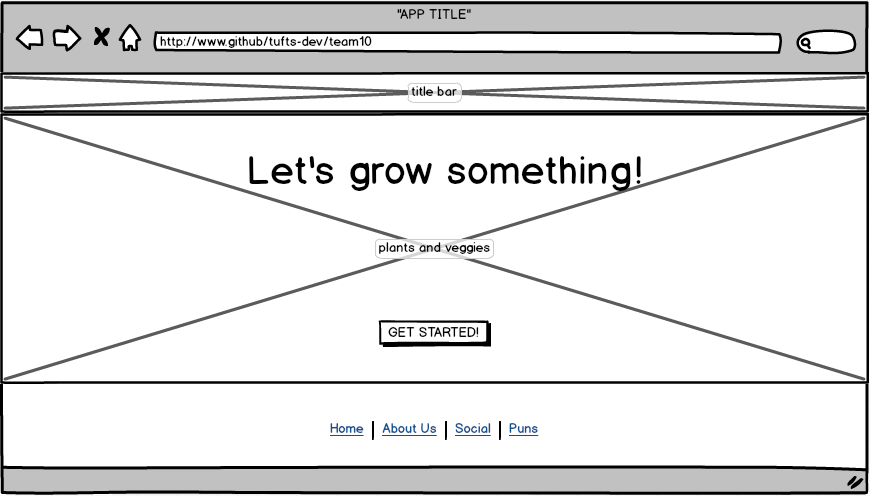 "APP TITLE"
http://www.github/tufts-dev/team10
title bar
Let's grow something!
plants and veggies
GET STARTED!
Home | About Us | Social | Puns